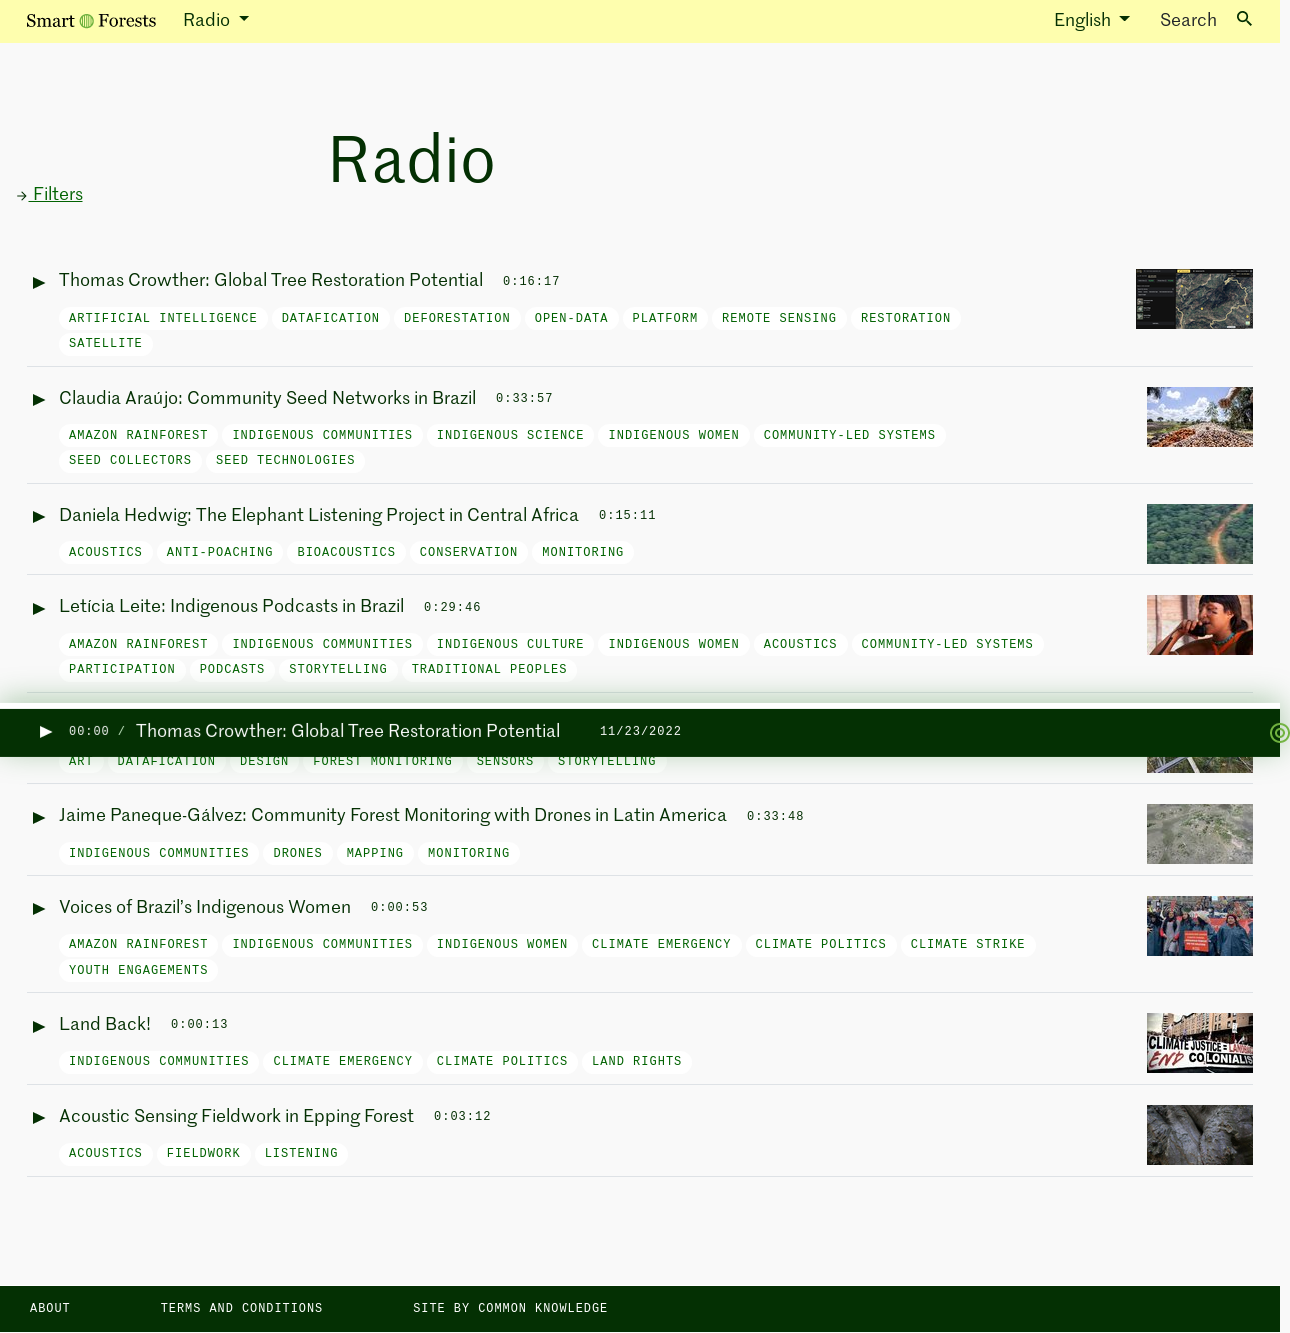 Smart Forests Radio English Search
Radio
Filters
Thomas Crowther: Global Tree Restoration Potential 0:16:17
ARTIFICIAL INTELLIGENCE DATAFICATION DEFORESTATION OPEN-DATA PLATFORM REMOTE SENSING RESTORATION
SATELLITE
Claudia Araújo: Community Seed Networks in Brazil 0:33:57
AMAZON RAINFOREST INDIGENOUS COMMUNITIES INDIGENOUS SCIENCE INDIGENOUS WOMEN COMMUNITY-LED SYSTEMS
SEED COLLECTORS SEED TECHNOLOGIES
Daniela Hedwig: The Elephant Listening Project in Central Africa 0:15:11
ACOUSTICS ANTI-POACHING BIOACOUSTICS CONSERVATION MONITORING
Letícia Leite: Indigenous Podcasts in Brazil 0:29:46
AMAZON RAINFOREST INDIGENOUS COMMUNITIES INDIGENOUS CULTURE INDIGENOUS WOMEN ACOUSTICS COMMUNITY-LED SYSTEMS
PARTICIPATION PODCASTS STORYTELLING TRADITIONAL PEOPLES
00:00 / Thomas Crowther: Global Tree Restoration Potential 11/23/2022
ART DATAFICATION DESIGN FOREST MONITORING SENSORS STORYTELLING
Jaime Paneque-Gálvez: Community Forest Monitoring with Drones in Latin America 0:33:48
INDIGENOUS COMMUNITIES DRONES MAPPING MONITORING
Voices of Brazil’s Indigenous Women 0:00:53
AMAZON RAINFOREST INDIGENOUS COMMUNITIES INDIGENOUS WOMEN CLIMATE EMERGENCY CLIMATE POLITICS CLIMATE STRIKE
YOUTH ENGAGEMENTS
Land Back! 0:00:13
INDIGENOUS COMMUNITIES CLIMATE EMERGENCY CLIMATE POLITICS LAND RIGHTS
CLIMATE JUSTICE =
END COLONIALIS
Acoustic Sensing Fieldwork in Epping Forest 0:03:12
ACOUSTICS FIELDWORK LISTENING
ABOUT TERMS AND CONDITIONS SITE BY COMMON KNOWLEDGE